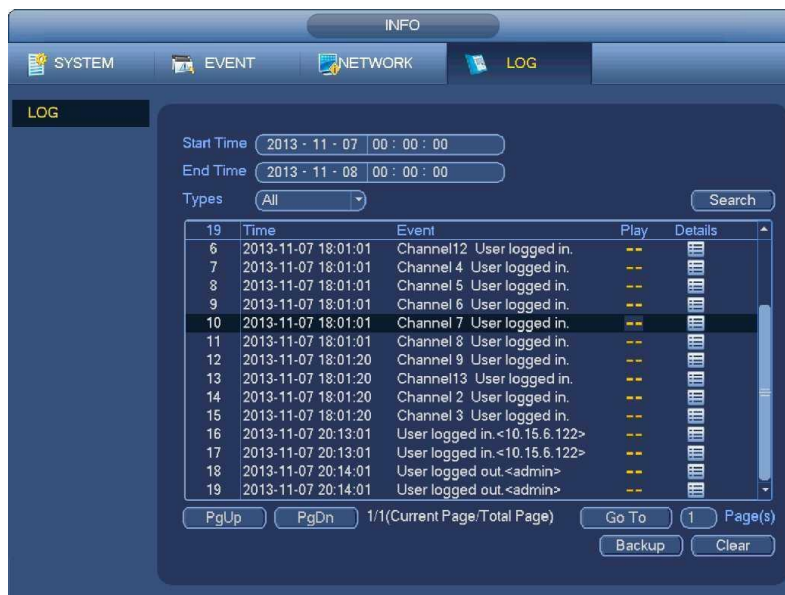 INFO
SYSTEM EVENT NETWORK LOG
LOG
Start Time 2013 - 11 - 07 00 : 00 : 00
End Time 2013 - 11 - 08 00 : 00 : 00
Types All Search
19 Time Event Play Details
6 2013-11-07 18:01:01 Channel12 User logged in. --
7 2013-11-07 18:01:01 Channel 4 User logged in. --
8 2013-11-07 18:01:01 Channel 5 User logged in. --
9 2013-11-07 18:01:01 Channel 6 User logged in. --
10 2013-11-07 18:01:01 Channel 7 User logged in. --
11 2013-11-07 18:01:01 Channel 8 User logged in. --
12 2013-11-07 18:01:20 Channel 9 User logged in. --
13 2013-11-07 18:01:20 Channel13 User logged in. --
14 2013-11-07 18:01:20 Channel 2 User logged in. --
15 2013-11-07 18:01:20 Channel 3 User logged in. --
16 2013-11-07 20:13:01 User logged in.<10.15.6.122> --
17 2013-11-07 20:13:01 User logged in.<10.15.6.122> --
18 2013-11-07 20:14:01 User logged out.<admin> --
19 2013-11-07 20:14:01 User logged out.<admin> --
PgUp PgDn 1/1(Current Page/Total Page) Go To 1 Page(s)
Backup Clear